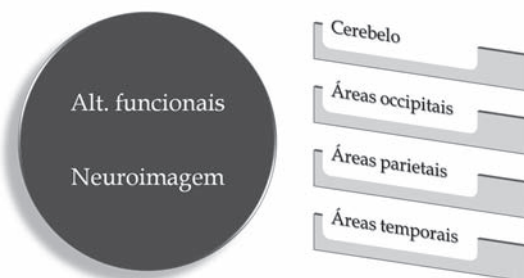 Alt. funcionais
Neuroimagem
Cerebelo
Áreas occipitais
Áreas parietais
Áreas temporais